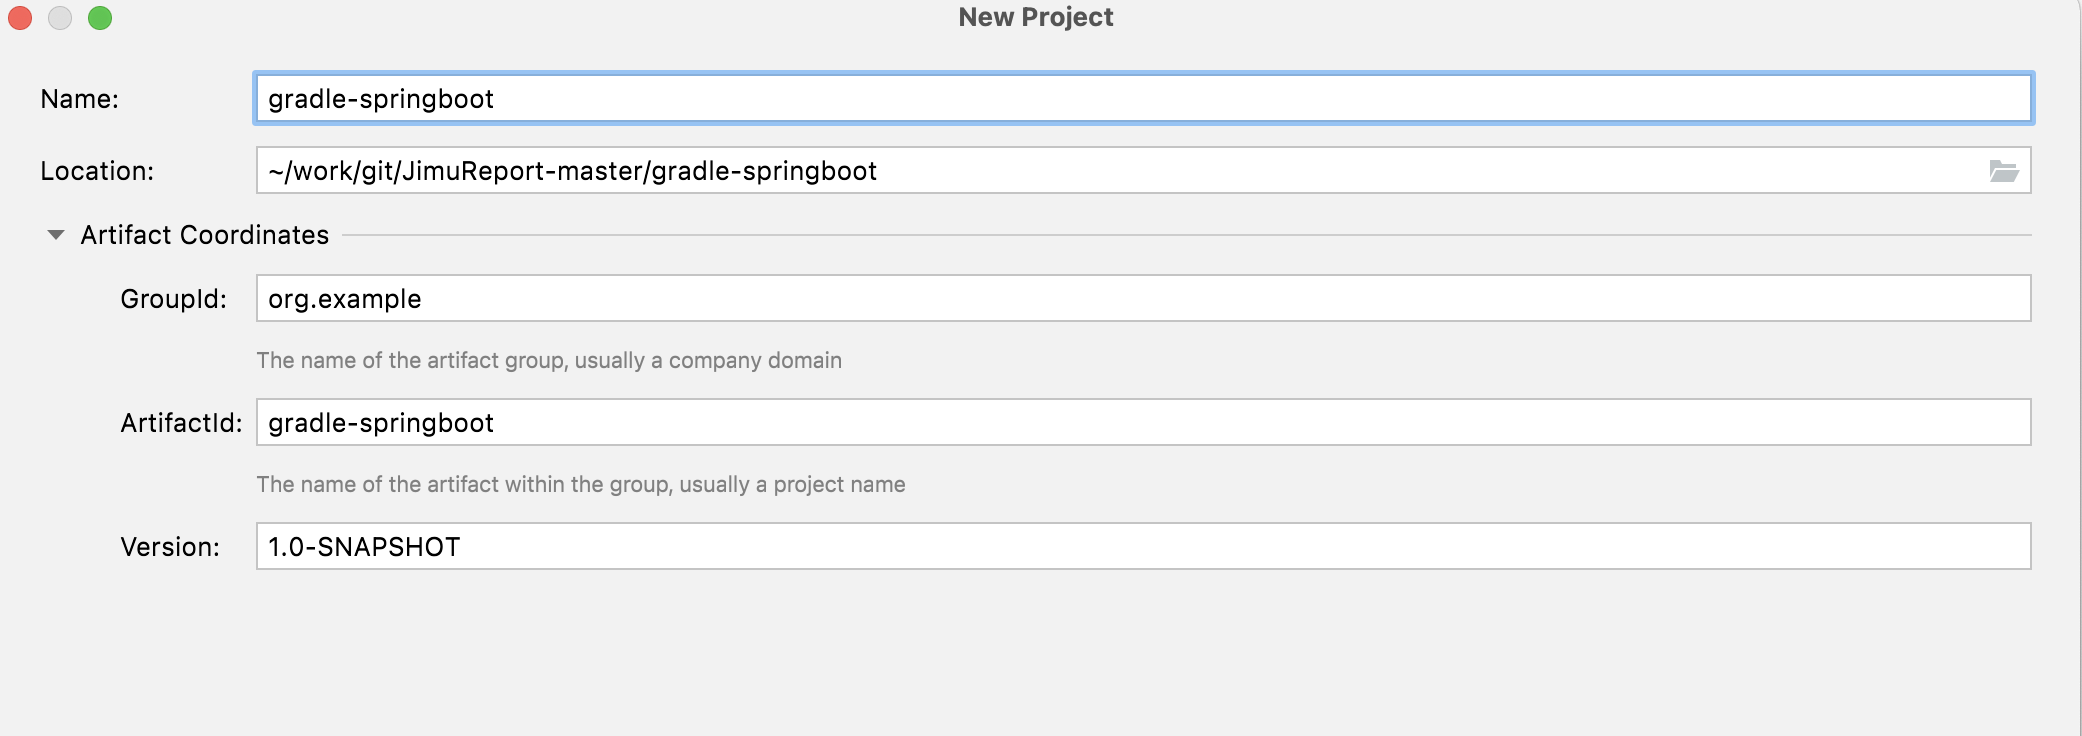 New Project
Name: gradle-springboot
Location: ~/work/git/JimuReport-master/gradle-springboot
Artifact Coordinates
GroupId: org.example
The name of the artifact group, usually a company domain
ArtifactId: gradle-springboot
The name of the artifact within the group, usually a project name
Version: 1.0-SNAPSHOT